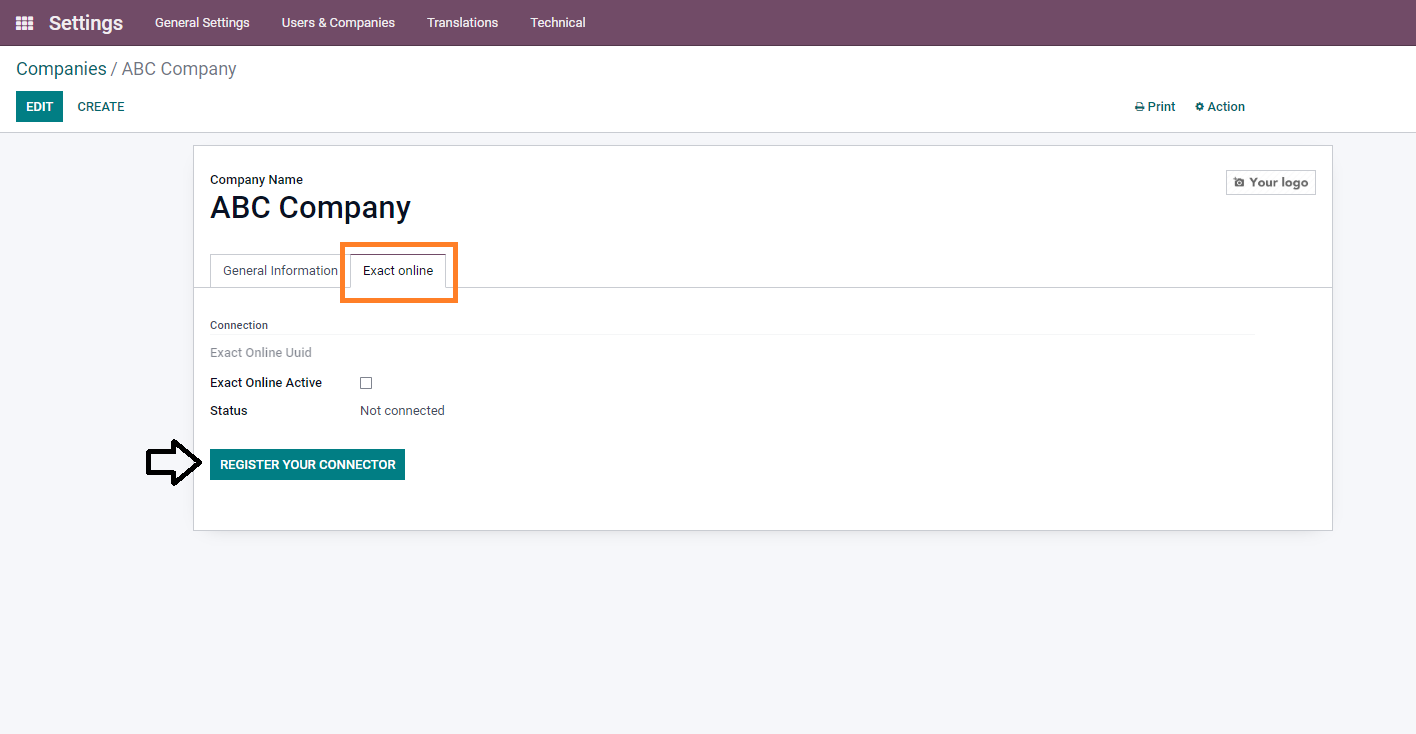 Settings General Settings Users & Companies Translations Technical
Companies / ABC Company
EDIT CREATE Print Action
Company Name
Your logo
ABC Company
General Information Exact online
Connection
Exact Online Uuid
Exact Online Active
Status Not connected
REGISTER YOUR CONNECTOR